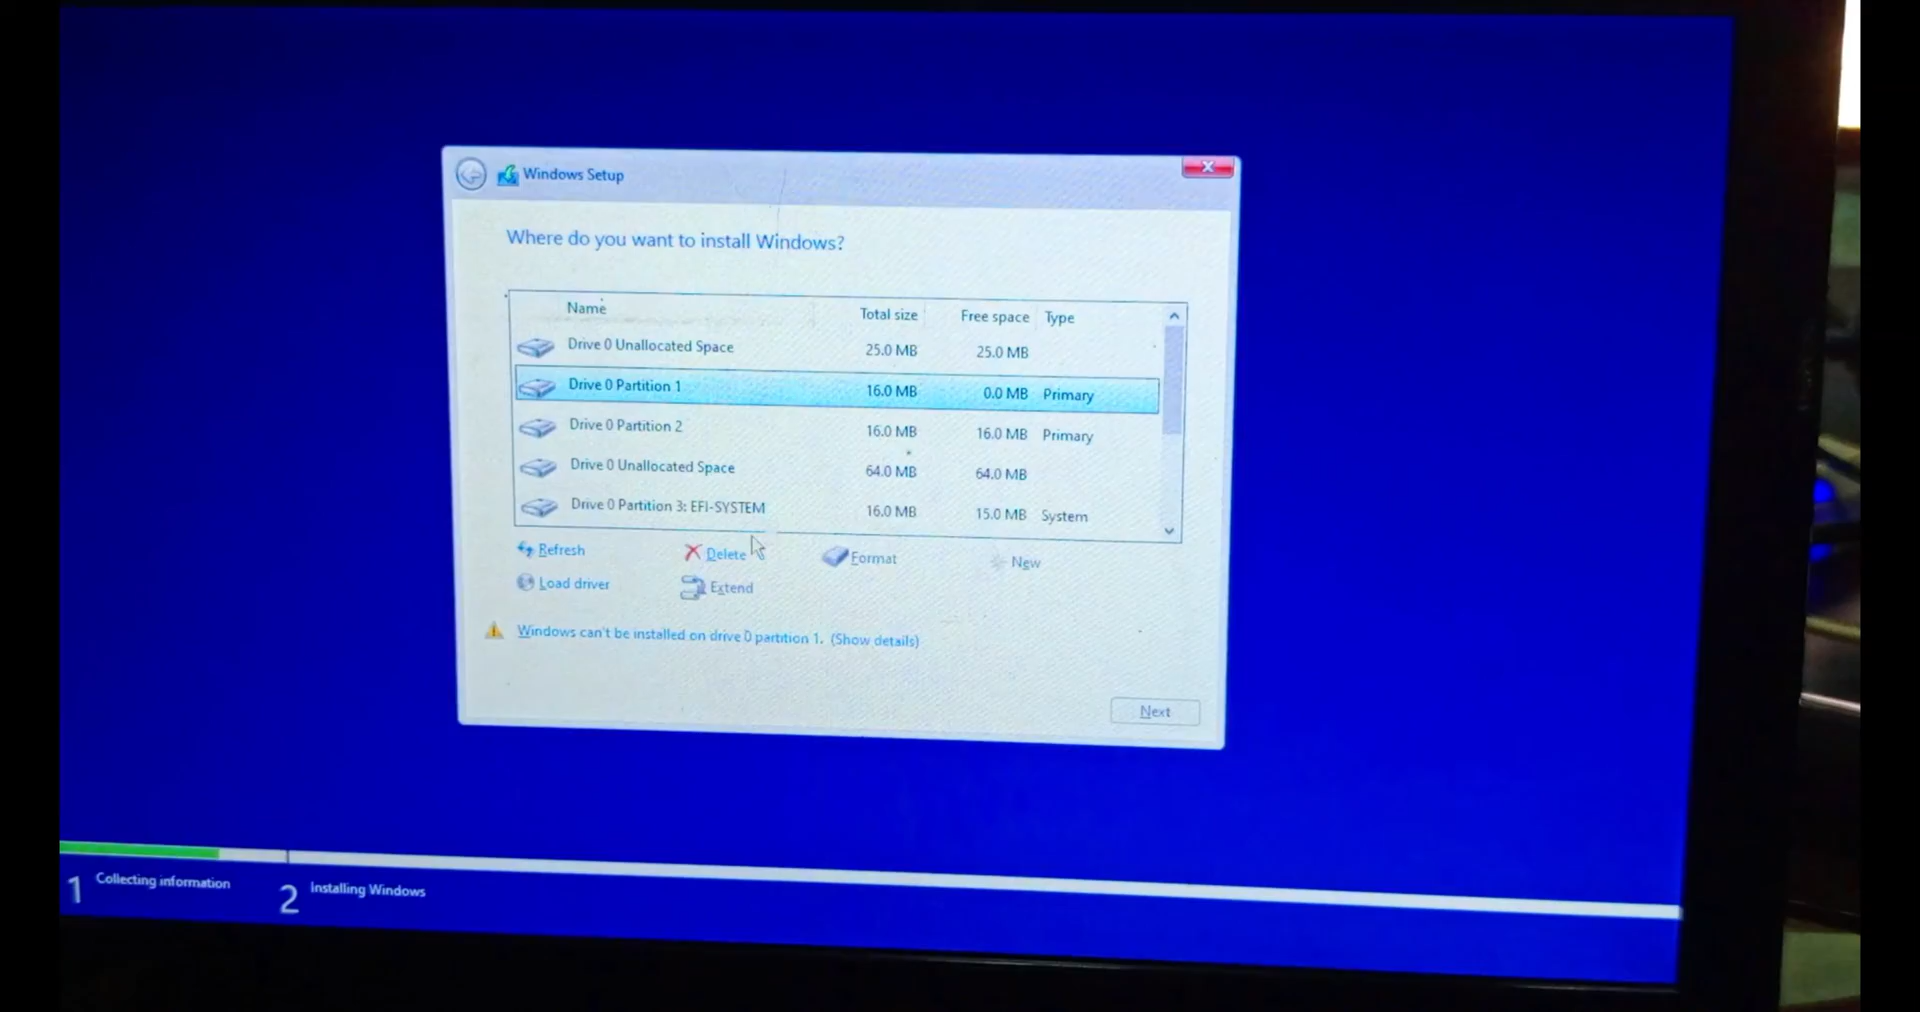 Windows Setup
Where do you want to install Windows?
Name Total size Free space Type
Drive 0 Unallocated Space 25.0 MB 25.0 MB
Drive 0 Partition 1 16.0 MB 0.0 MB Primary
Drive 0 Partition 2 16.0 MB 16.0 MB Primary
Drive 0 Unallocated Space 64.0 MB 64.0 MB
Drive 0 Partition 3: EFI-SYSTEM 16.0 MB 15.0 MB System
Refresh Delete Format New
Load driver Extend
Windows can't be installed on drive 0 partition 1. (Show details)
Next
1 Collecting information 2 Installing Windows